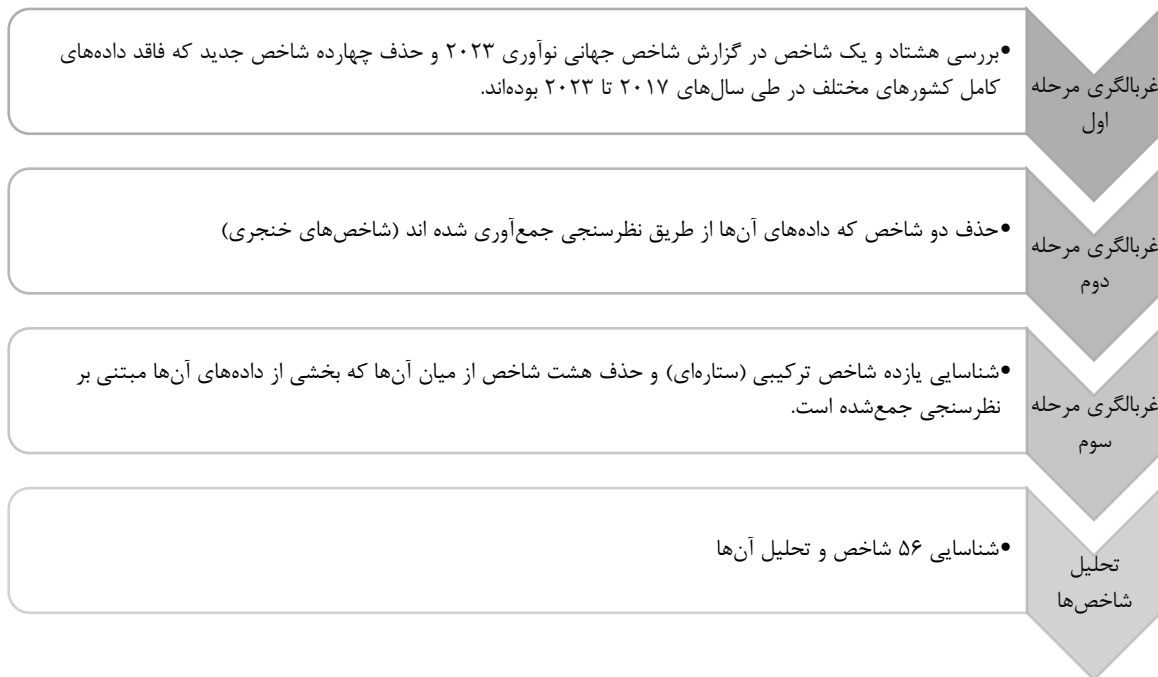 غربالگری مرحله
اول
•بررسی هشتاد و یک شاخص در گزارش شاخص جهانی نوآوری ۲۰۲۳ و حذف چهارده شاخص جدید که فاقد داده‌های
کامل کشورهای مختلف در طی سال‌های ۲۰۱۷ تا ۲۰۲۳ بوده‌اند.
غربالگری مرحله
دوم
•حذف دو شاخص که داده‌های آن‌ها از طریق نظرسنجی جمع‌آوری شده اند (شاخص‌های خنجری)
غربالگری مرحله
سوم
•شناسایی یازده شاخص ترکیبی (ستاره‌ای) و حذف هشت شاخص از میان آن‌ها که بخشی از داده‌های آن‌ها مبتنی بر
نظرسنجی جمع‌شده است.
تحلیل
شاخص‌ها
•شناسایی ۵۶ شاخص و تحلیل آن‌ها